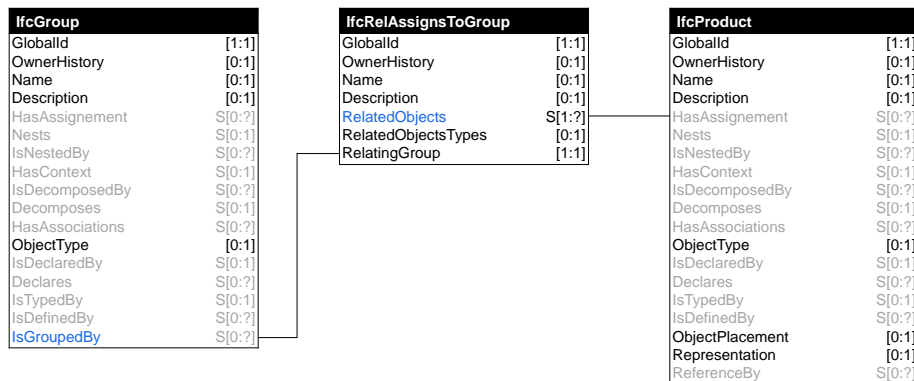 IfcGroup
GlobalId [1:1]
OwnerHistory [0:1]
Name [0:1]
Description [0:1]
HasAssignement S[0:?]
Nests S[0:1]
IsNestedBy S[0:?]
HasContext S[0:1]
IsDecomposedBy S[0:?]
Decomposes S[0:1]
HasAssociations S[0:?]
ObjectType [0:1]
IsDeclaredBy S[0:1]
Declares S[0:?]
IsTypedBy S[0:1]
IsDefinedBy S[0:?]
IsGroupedBy S[0:?]
IfcRelAssignsToGroup
GlobalId [1:1]
OwnerHistory [0:1]
Name [0:1]
Description [0:1]
RelatedObjects S[1:?]
RelatedObjectsTypes [0:1]
RelatingGroup [1:1]
IfcProduct
GlobalId [1:1]
OwnerHistory [0:1]
Name [0:1]
Description [0:1]
HasAssignement S[0:?]
Nests S[0:1]
IsNestedBy S[0:?]
HasContext S[0:1]
IsDecomposedBy S[0:?]
Decomposes S[0:1]
HasAssociations S[0:?]
ObjectType [0:1]
IsDeclaredBy S[0:1]
Declares S[0:?]
IsTypedBy S[0:1]
IsDefinedBy S[0:?]
ObjectPlacement [0:1]
Representation [0:1]
ReferenceBy S[0:?]